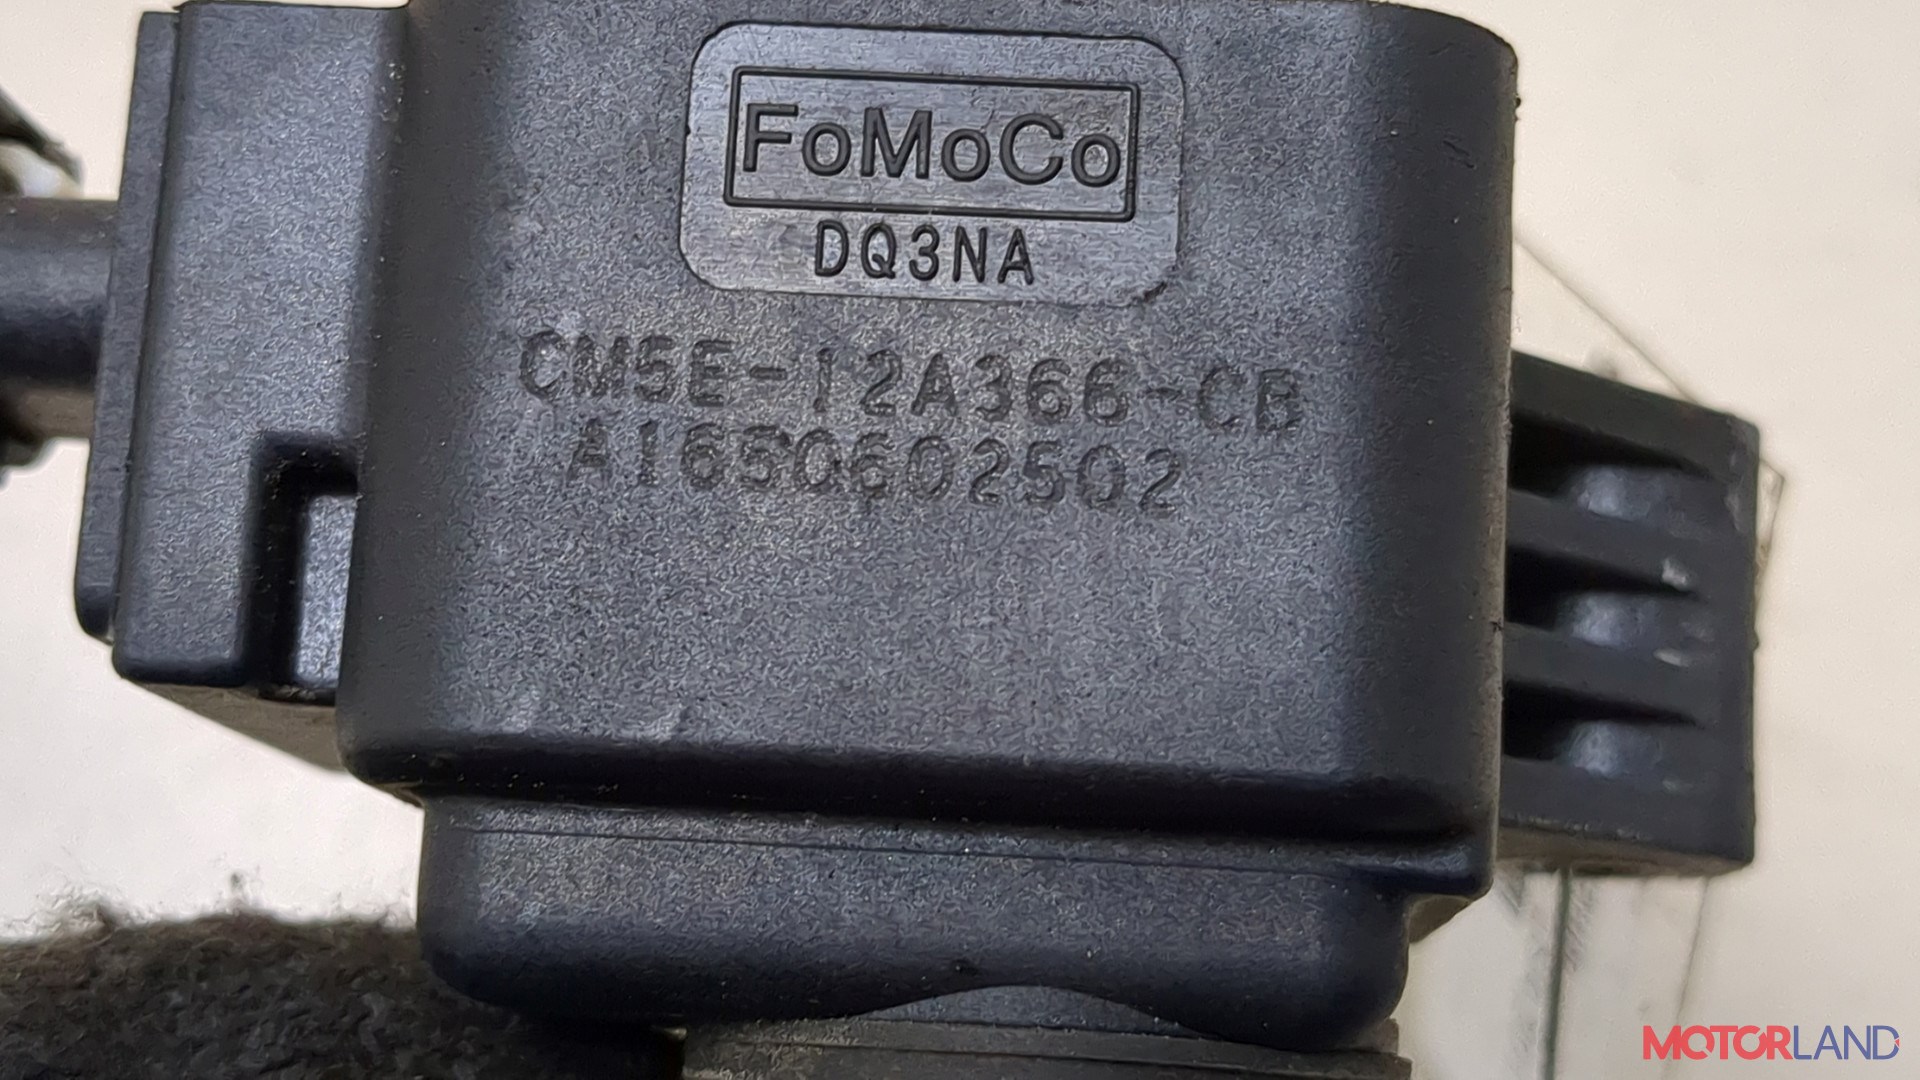 FoMoCo
DQ3NA
CM5E-12A366-CB
A1650602502
MOTORLAND